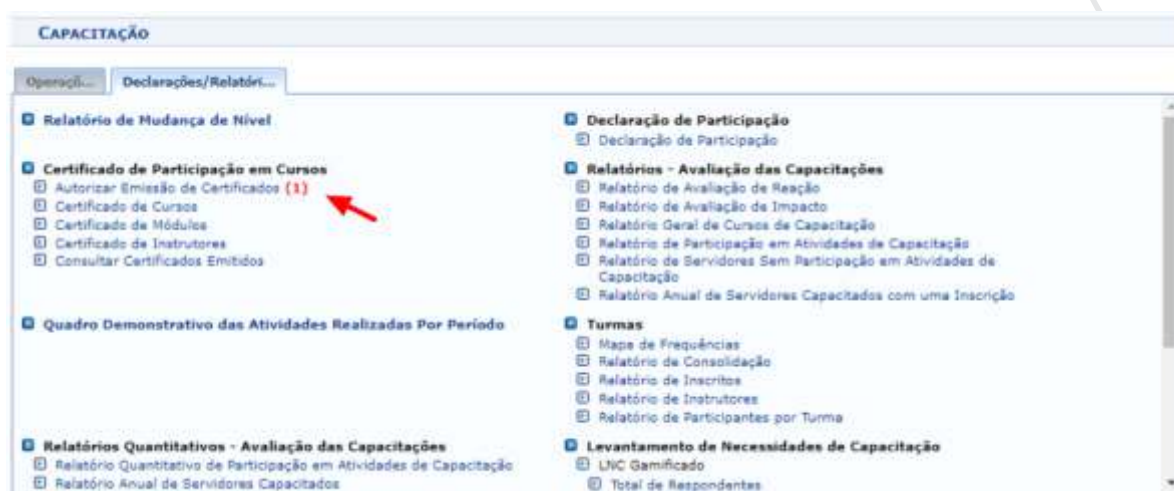 CAPACITAÇÃO
Operaçõ... Declarações/Relatóri...
Relatório de Mudança de Nível
Certificado de Participação em Cursos
Autorizar Emissão de Certificados (1)
Certificado de Cursos
Certificado de Módulos
Certificado de Instrutores
Consultar Certificados Emitidos
Quadro Demonstrativo das Atividades Realizadas Por Período
Relatórios Quantitativos - Avaliação das Capacitações
Relatório Quantitativo de Participação em Atividades de Capacitação
Relatório Anual de Servidores Capacitados
Declaração de Participação
Declaração de Participação
Relatórios - Avaliação das Capacitações
Relatório de Avaliação de Reação
Relatório de Avaliação de Impacto
Relatório Geral de Cursos de Capacitação
Relatório de Participação em Atividades de Capacitação
Relatório de Servidores Sem Participação em Atividades de
Capacitação
Relatório Anual de Servidores Capacitados com uma Inscrição
Turmas
Mapa de Frequências
Relatório de Consolidação
Relatório de Inscritos
Relatório de Instrutores
Relatório de Participantes por Turma
Levantamento de Necessidades de Capacitação
LNC Gamificado
Total de Respondentes